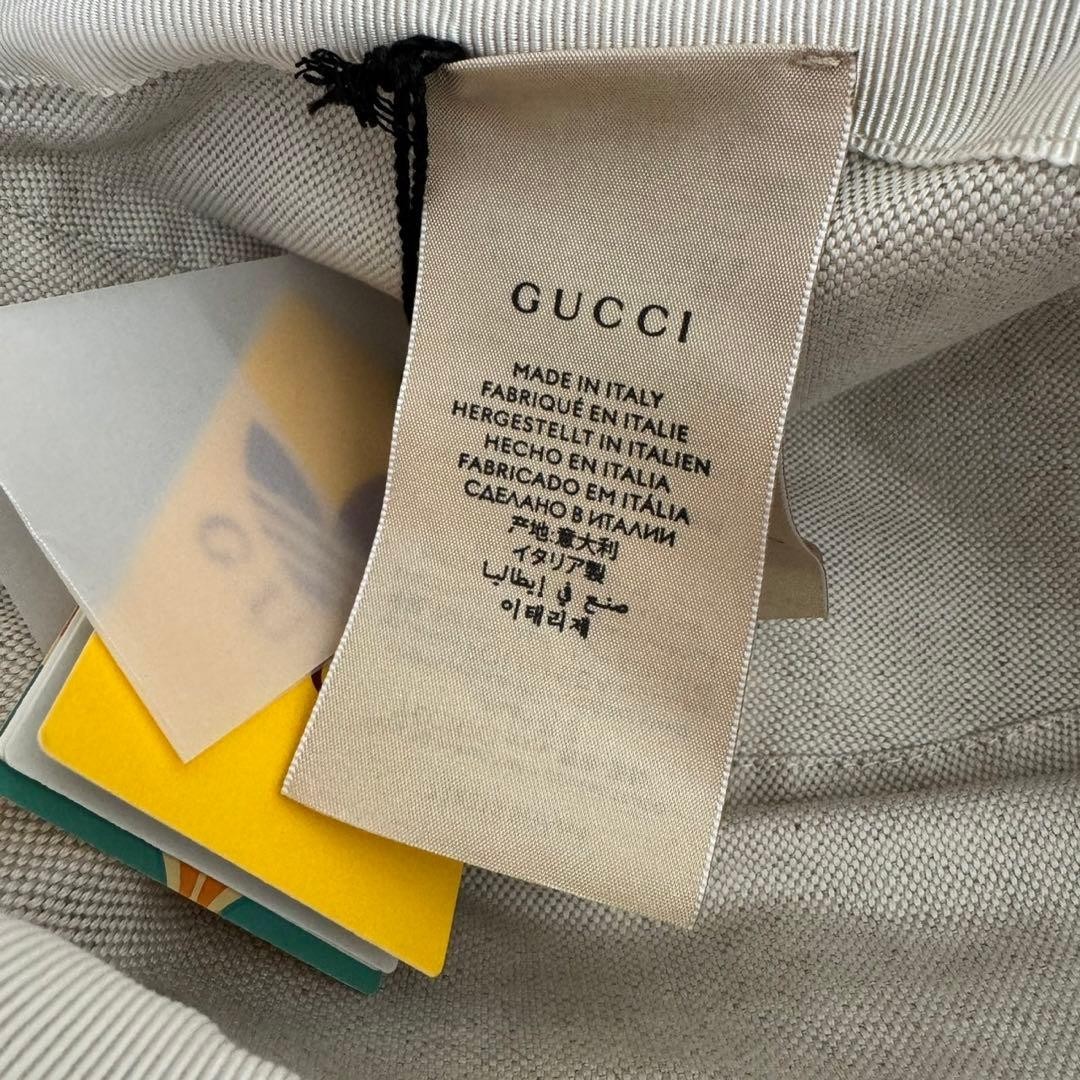 GUCCI
MADE IN ITALY
FABRIQUÉ EN ITALIE
HERGESTELLT IN ITALIEN
HECHO EN ITALIA
FABRICADO EM ITÁLIA
СДЕЛАНО В ИТАЛИИ
产地:意大利
イタリア製
صنع في إيطاليا
이태리제